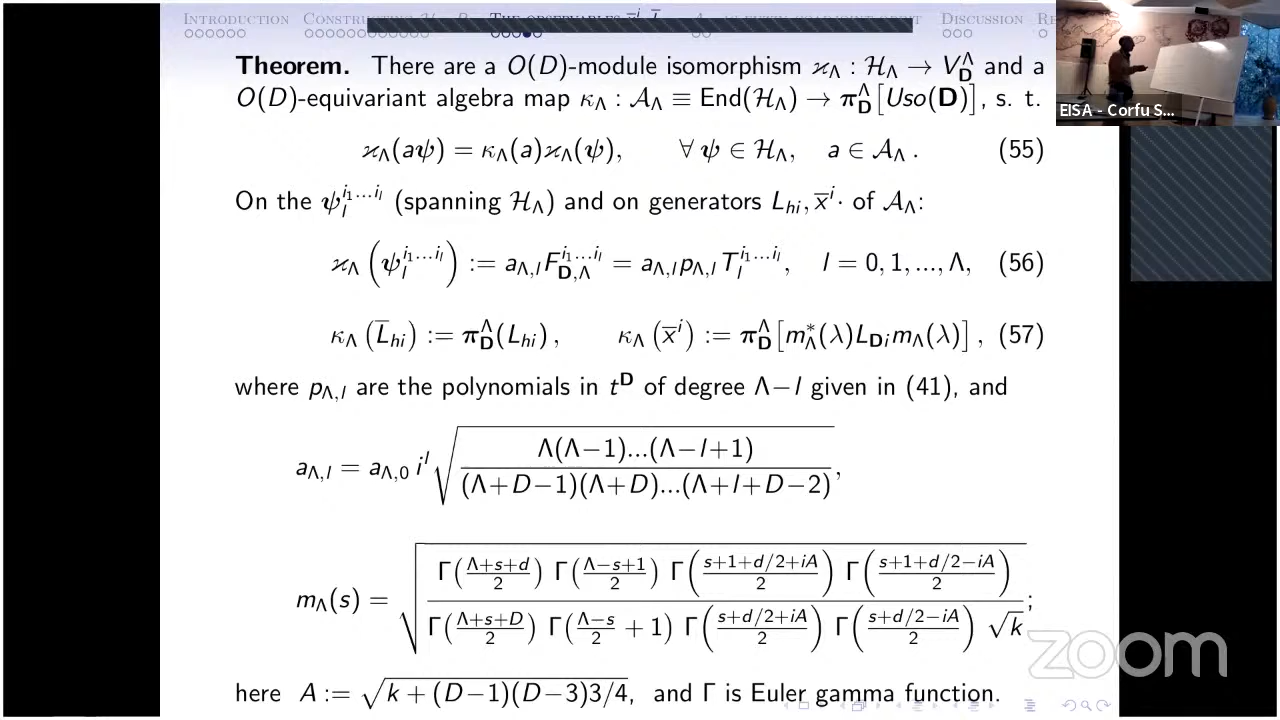 INTRODUCTION
DISCUSSION
Theorem. There are a O(D)-module isomorphism ϰ_Λ : ℋ_Λ → V_𝐃^Λ and a
O(D)-equivariant algebra map κ_Λ : 𝒜_Λ ≡ End(ℋ_Λ) → π_𝐃^Λ[Uso(𝐃)], s. t.
ϰ_Λ(aψ) = κ_Λ(a)ϰ_Λ(ψ), ∀ ψ ∈ ℋ_Λ, a ∈ 𝒜_Λ . (55)
On the ψ_l^{i_1...i_l} (spanning ℋ_Λ) and on generators L_{hi}, x̄^i· of 𝒜_Λ:
ϰ_Λ(ψ_l^{i_1...i_l}) := a_{Λ,l} F_{𝐃,Λ}^{i_1...i_l} = a_{Λ,l} p_{Λ,l} T_l^{i_1...i_l}, l = 0, 1, ..., Λ, (56)
κ_Λ(L̄_{hi}) := π_𝐃^Λ(L_{hi}) , κ_Λ(x̄^i) := π_𝐃^Λ[m_Λ^*(λ)L_{𝐃i}m_Λ(λ)] , (57)
where p_{Λ,l} are the polynomials in t^𝐃 of degree Λ−l given in (41), and
a_{Λ,l} = a_{Λ,0} i^l √(Λ(Λ−1)...(Λ−l+1) / (Λ+D−1)(Λ+D)...(Λ+l+D−2)),
m_Λ(s) = √(Γ((Λ+s+d)/2) Γ((Λ−s+1)/2) Γ((s+1+d/2+iA)/2) Γ((s+1+d/2−iA)/2) / Γ((Λ+s+D)/2) Γ((Λ−s)/2 + 1) Γ((s+d/2+iA)/2) Γ((s+d/2−iA)/2) √k);
here A := √(k + (D−1)(D−3)3/4), and Γ is Euler gamma function.
EISA - Corfu S...
zoom